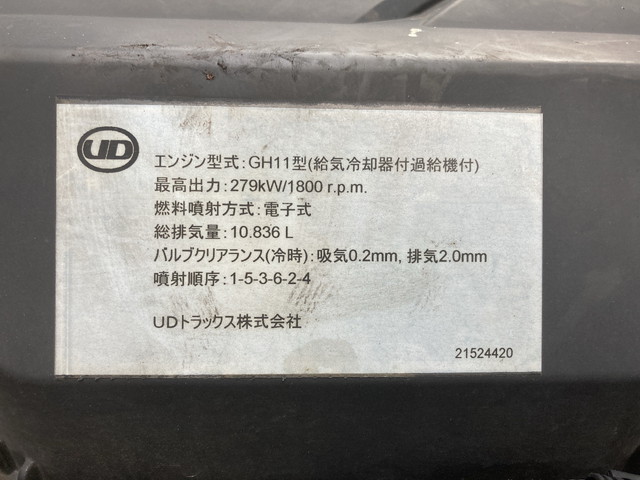 UD
エンジン型式:GH11型(給気冷却器付過給機付)
最高出力:279kW/1800 r.p.m.
燃料噴射方式:電子式
総排気量:10.836 L
バルブクリアランス(冷時):吸気0.2mm, 排気2.0mm
噴射順序:1-5-3-6-2-4
UDトラックス株式会社
21524420